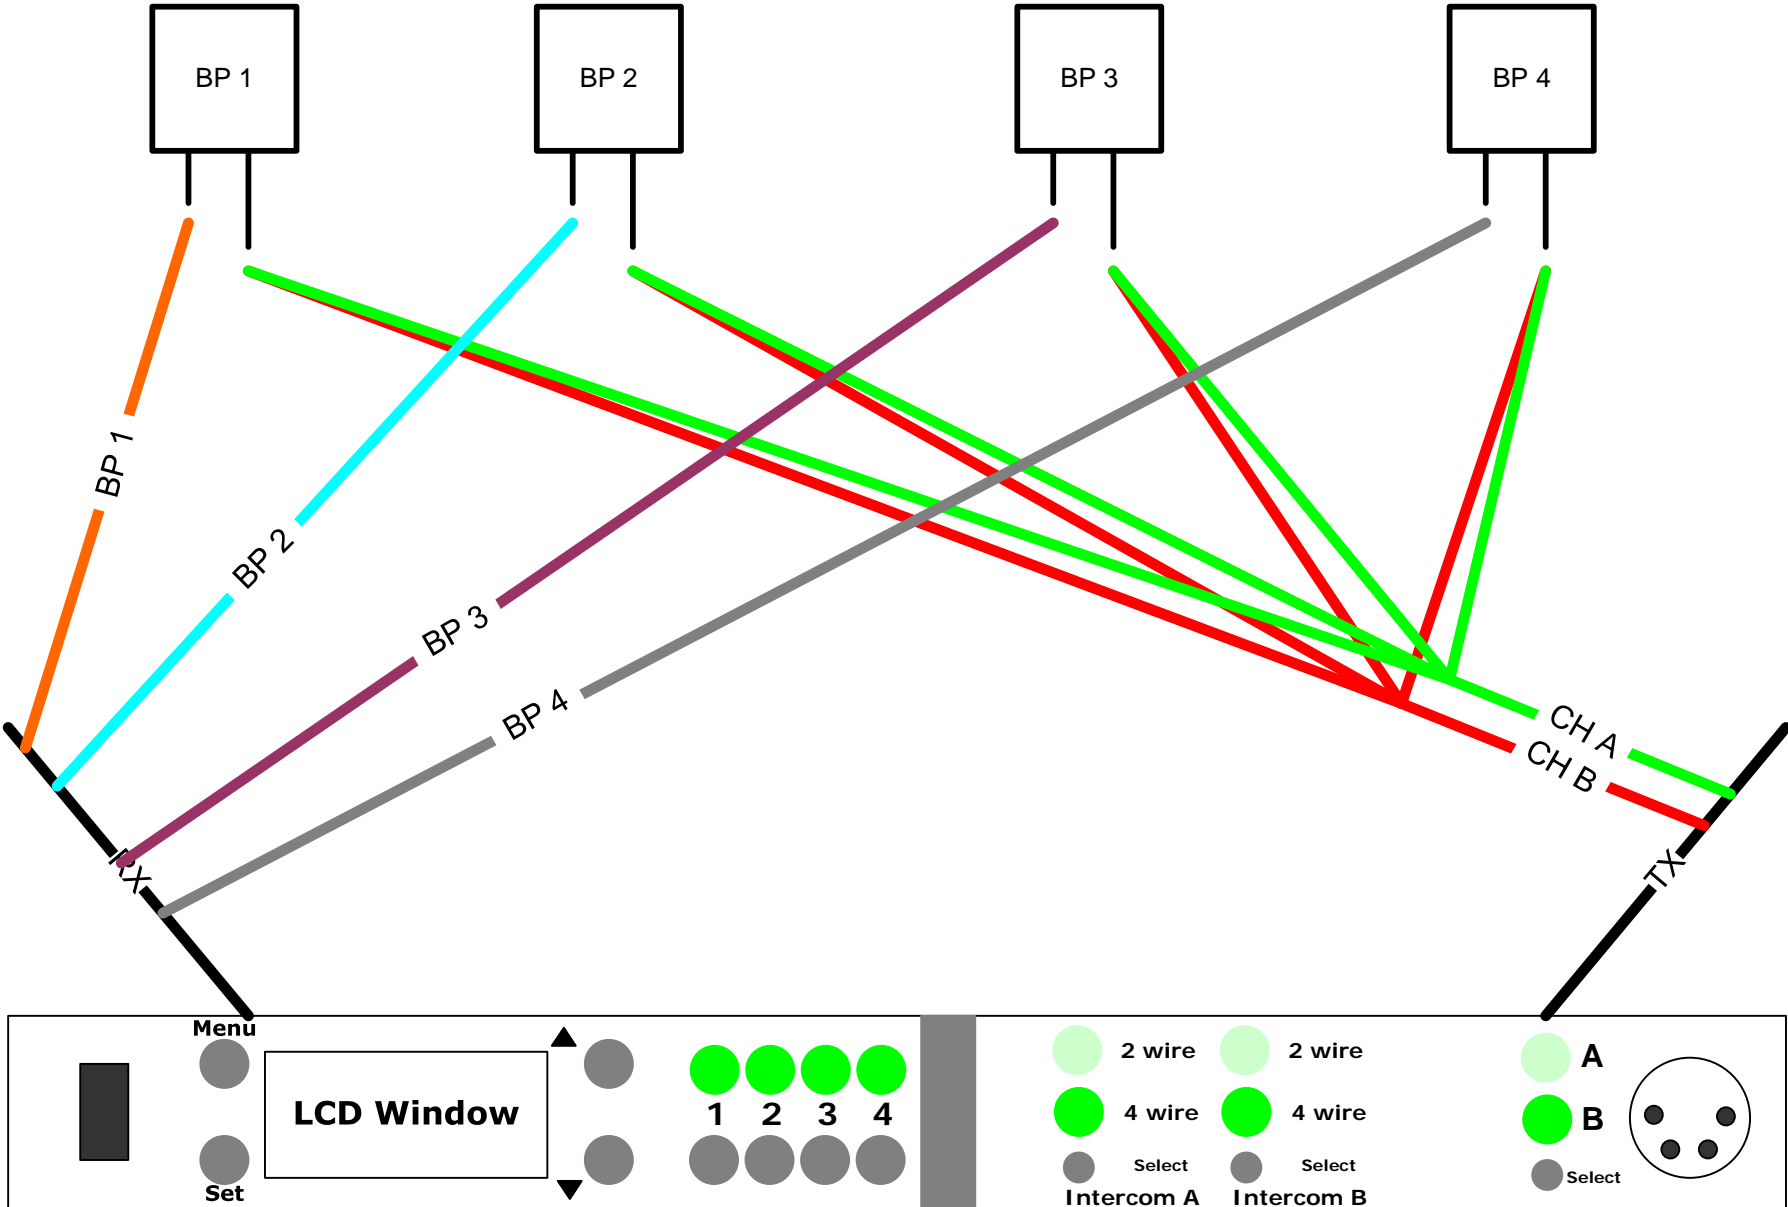 BP 1
BP 2
BP 3
BP 4
BP 1
BP 2
BP 3
BP 4
CH A
CH B
RX
TX
Menu
Set
LCD Window
1 2 3 4
2 wire
4 wire
Select
Intercom A
2 wire
4 wire
Select
Intercom B
A
B
Select